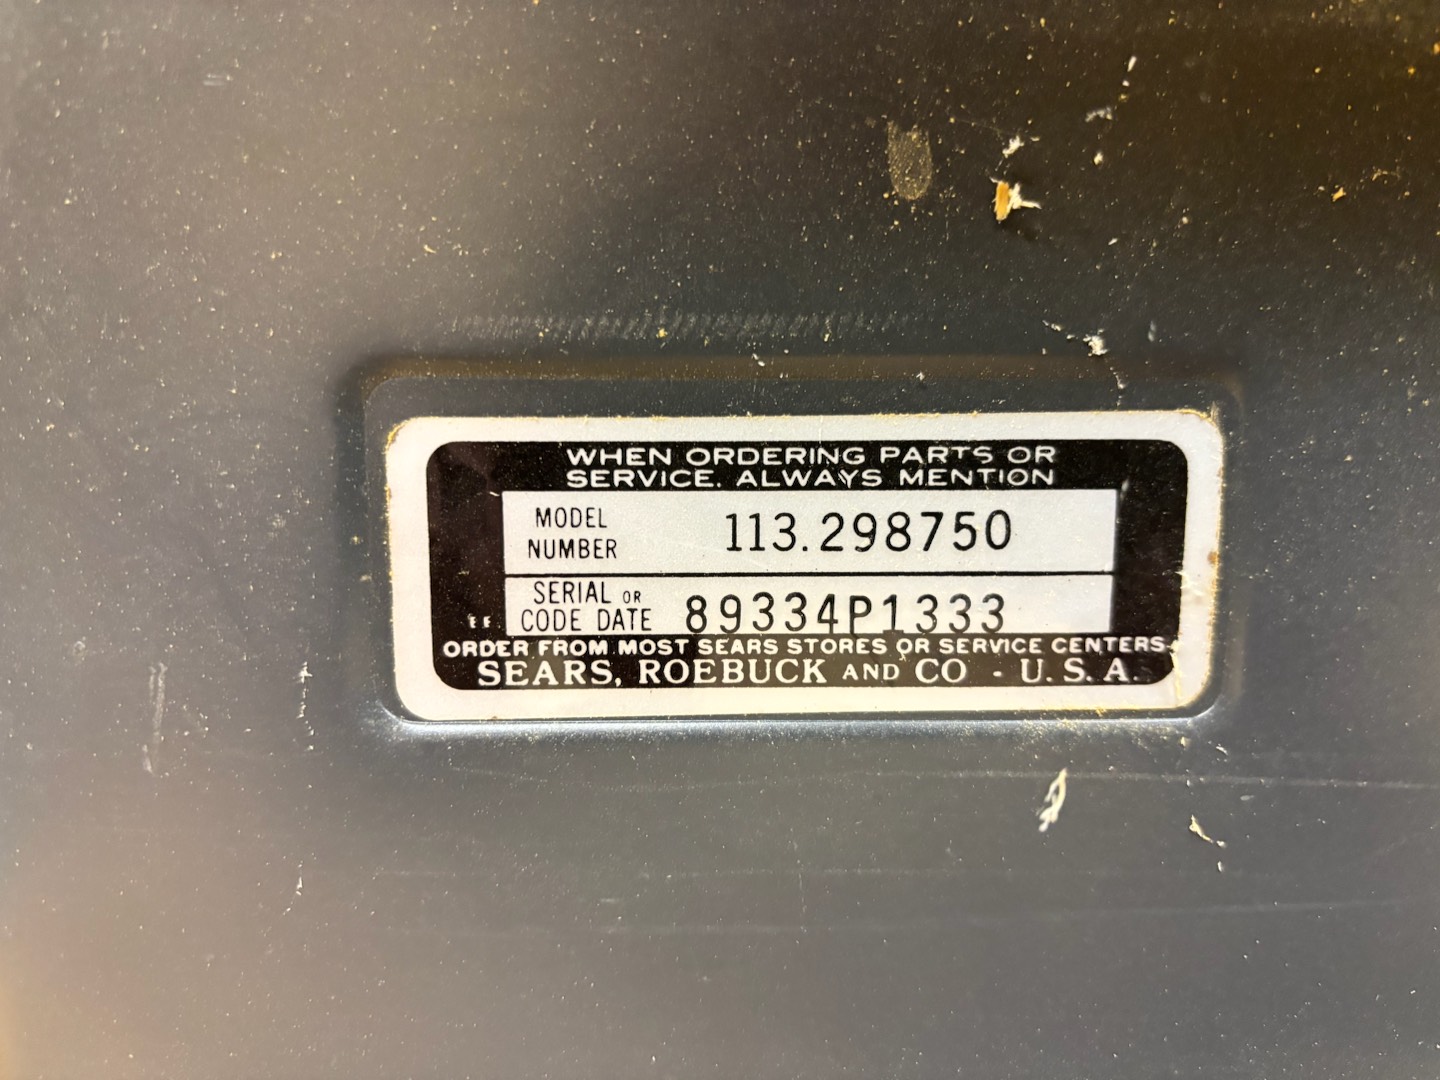 WHEN ORDERING PARTS OR
SERVICE. ALWAYS MENTION
MODEL NUMBER 113.298750
SERIAL OR CODE DATE 89334P1333
EF.
ORDER FROM MOST SEARS STORES OR SERVICE CENTERS
SEARS, ROEBUCK AND CO - U.S.A.